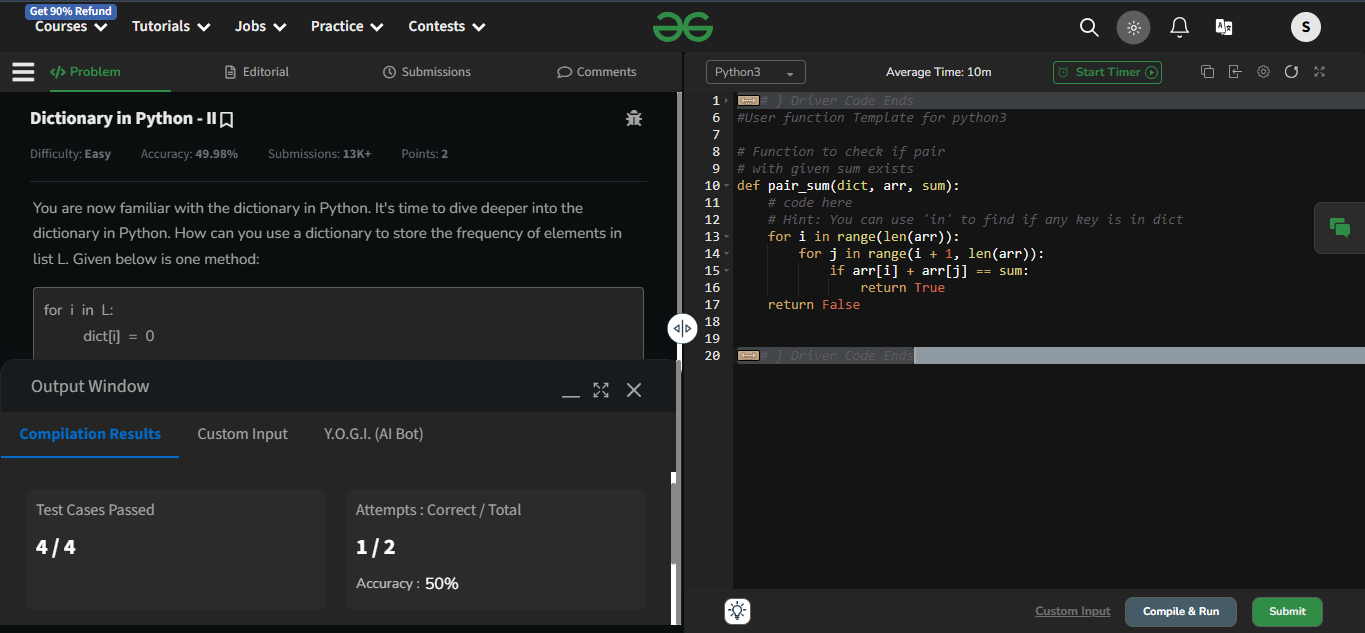 Get 90% Refund
Courses Tutorials Jobs Practice Contests
S
Problem Editorial Submissions Comments
Python3 Average Time: 10m Start Timer
Dictionary in Python - II
Difficulty: Easy Accuracy: 49.98% Submissions: 13K+ Points: 2
You are now familiar with the dictionary in Python. It's time to dive deeper into the
dictionary in Python. How can you use a dictionary to store the frequency of elements in
list L. Given below is one method:
for i in L:
dict[i] = 0
Output Window
Compilation Results Custom Input Y.O.G.I. (AI Bot)
Test Cases Passed
4 / 4
Attempts : Correct / Total
1 / 2
Accuracy : 50%
1 # } Driver Code Ends
6 #User function Template for python3
7
8 # Function to check if pair
9 # with given sum exists
10 def pair_sum(dict, arr, sum):
11 # code here
12 # Hint: You can use 'in' to find if any key is in dict
13 for i in range(len(arr)):
14 for j in range(i + 1, len(arr)):
15 if arr[i] + arr[j] == sum:
16 return True
17 return False
18
19
20 # } Driver Code Ends
Custom Input Compile & Run Submit